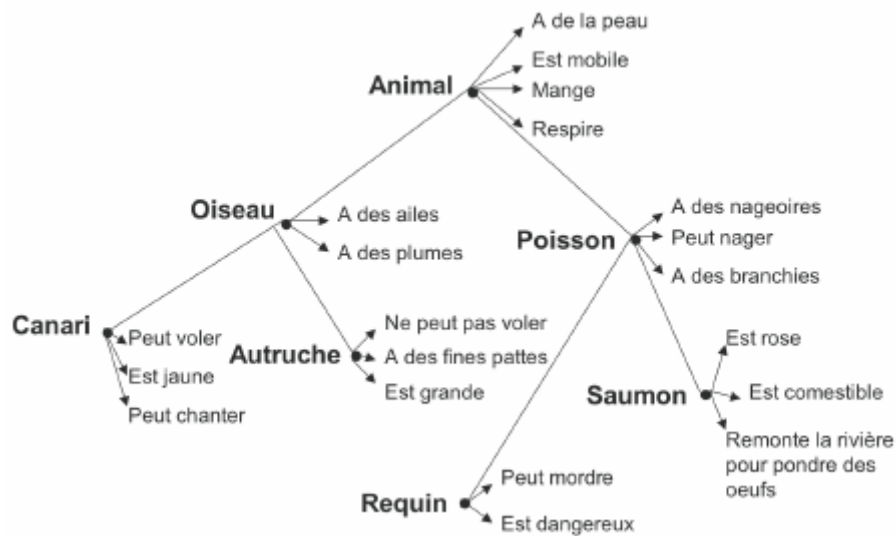 A de la peau
Est mobile
Animal
Mange
Respire
Oiseau
A des ailes
A des plumes
A des nageoires
Poisson
Peut nager
A des branchies
Canari
Peut voler
Est jaune
Peut chanter
Ne peut pas voler
Autruche
A des fines pattes
Est grande
Est rose
Saumon
Est comestible
Remonte la rivière
pour pondre des
oeufs
Peut mordre
Requin
Est dangereux